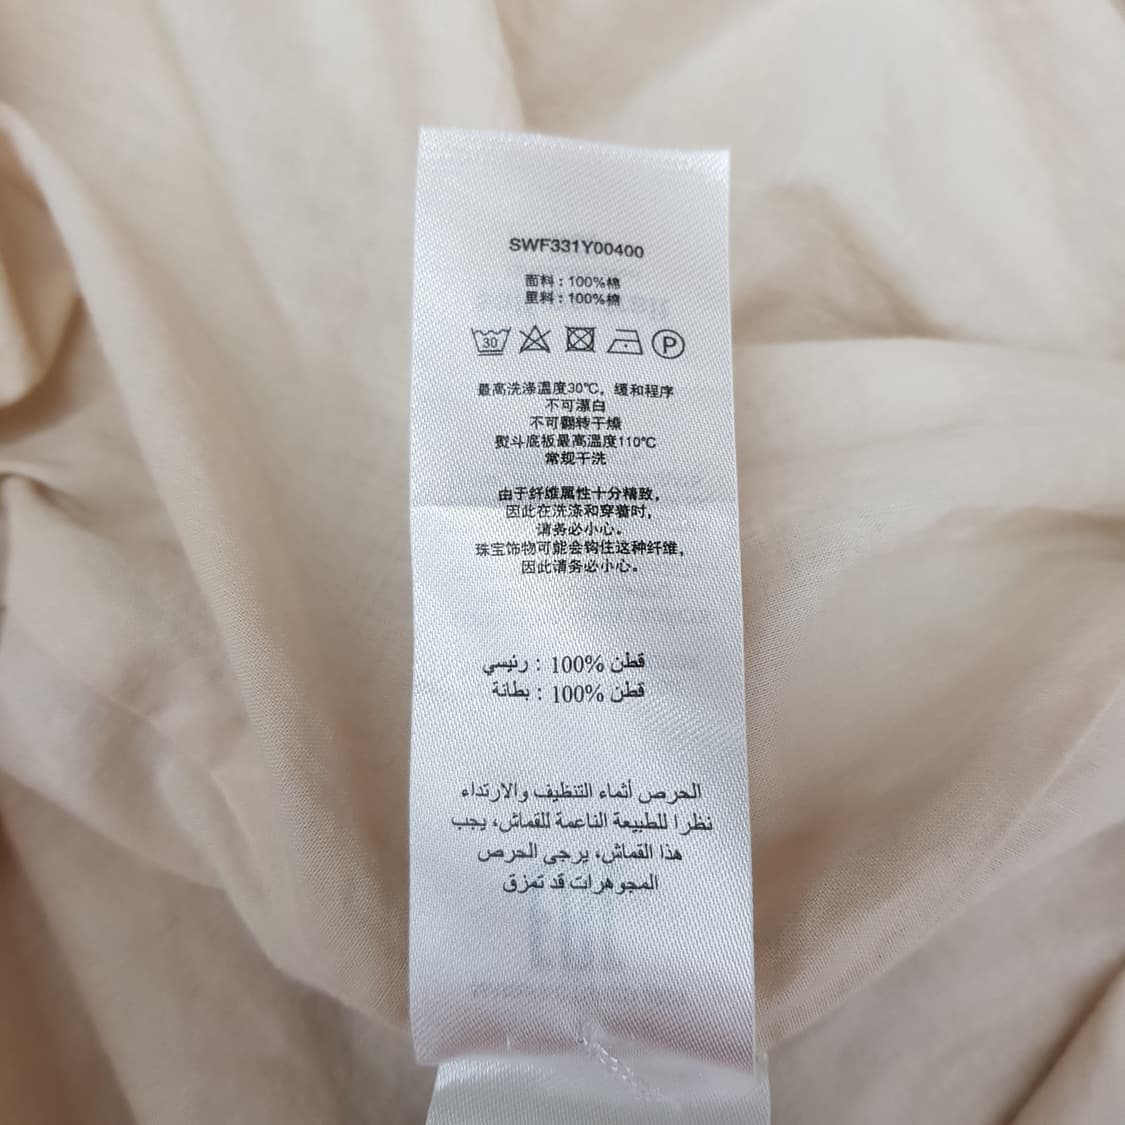 SWF331Y00400
面料：100%棉
里料：100%棉
30
P
最高洗涤温度30℃，缓和程序
不可漂白
不可翻转干燥
熨斗底板最高温度110℃
常规干洗
由于纤维属性十分精致，
因此在洗涤和穿着时，
请务必小心。
珠宝饰物可能会钩住这种纤维，
因此请务必小心。
قطن 100% : رئيسي
قطن 100% : بطانة
الحرص أثماء التنظيف والارتداء
نظرا للطبيعة الناعمة للقماش، يجب
هذا القماش، يرجى الحرص
المجوهرات قد تمزق